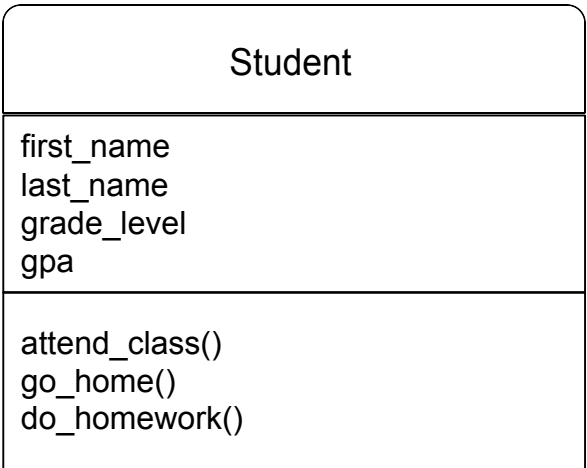 Student
first_name
last_name
grade_level
gpa
attend_class()
go_home()
do_homework()